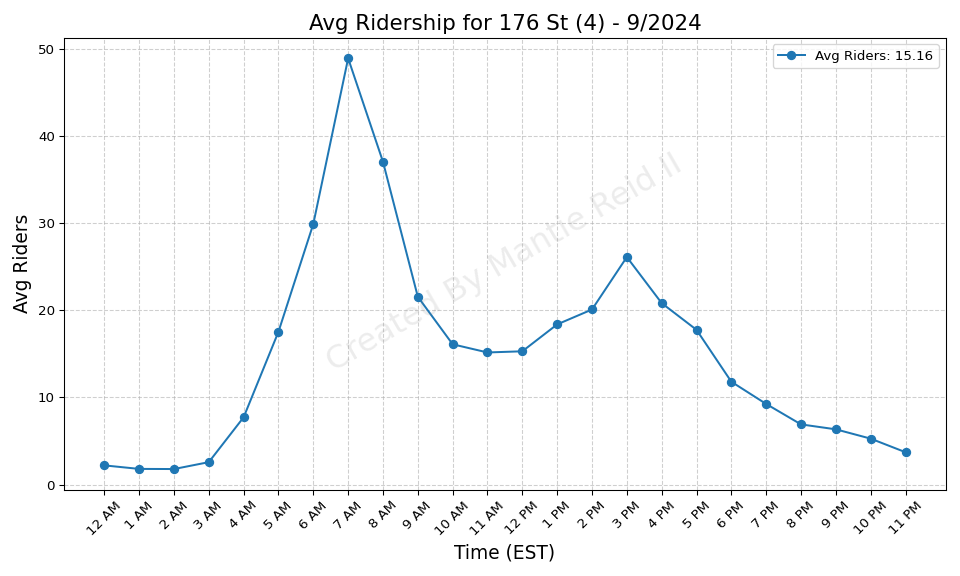 Avg Ridership for 176 St (4) - 9/2024
Avg Riders: 15.16
Avg Riders
50
40
30
20
10
0
Created By Mantie Reid II
12 AM
1 AM
2 AM
3 AM
4 AM
5 AM
6 AM
7 AM
8 AM
9 AM
10 AM
11 AM
12 PM
1 PM
2 PM
3 PM
4 PM
5 PM
6 PM
7 PM
8 PM
9 PM
10 PM
11 PM
Time (EST)